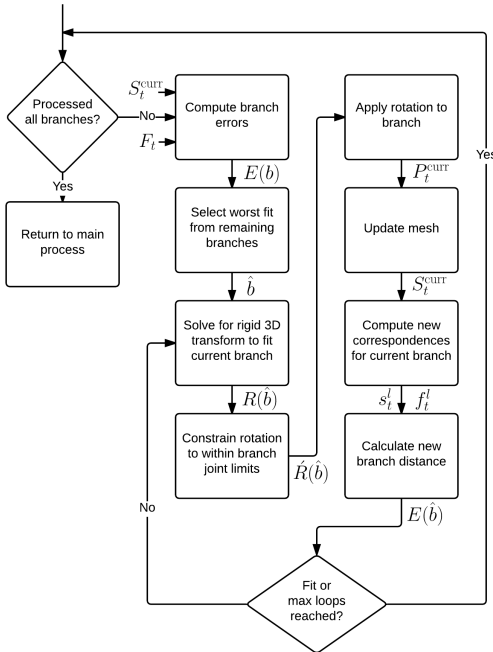 Processed
all branches?
Yes
Return to main
process
No
S_t^curr
F_t
Compute branch
errors
E(b)
Select worst fit
from remaining
branches
b̂
Solve for rigid 3D
transform to fit
current branch
R(b̂)
Constrain rotation
to within branch
joint limits
Ŕ(b̂)
Apply rotation to
branch
P_t^curr
Update mesh
S_t^curr
Compute new
correspondences
for current branch
s_t^l f_t^l
Calculate new
branch distance
E(b̂)
Fit or
max loops
reached?
No
Yes